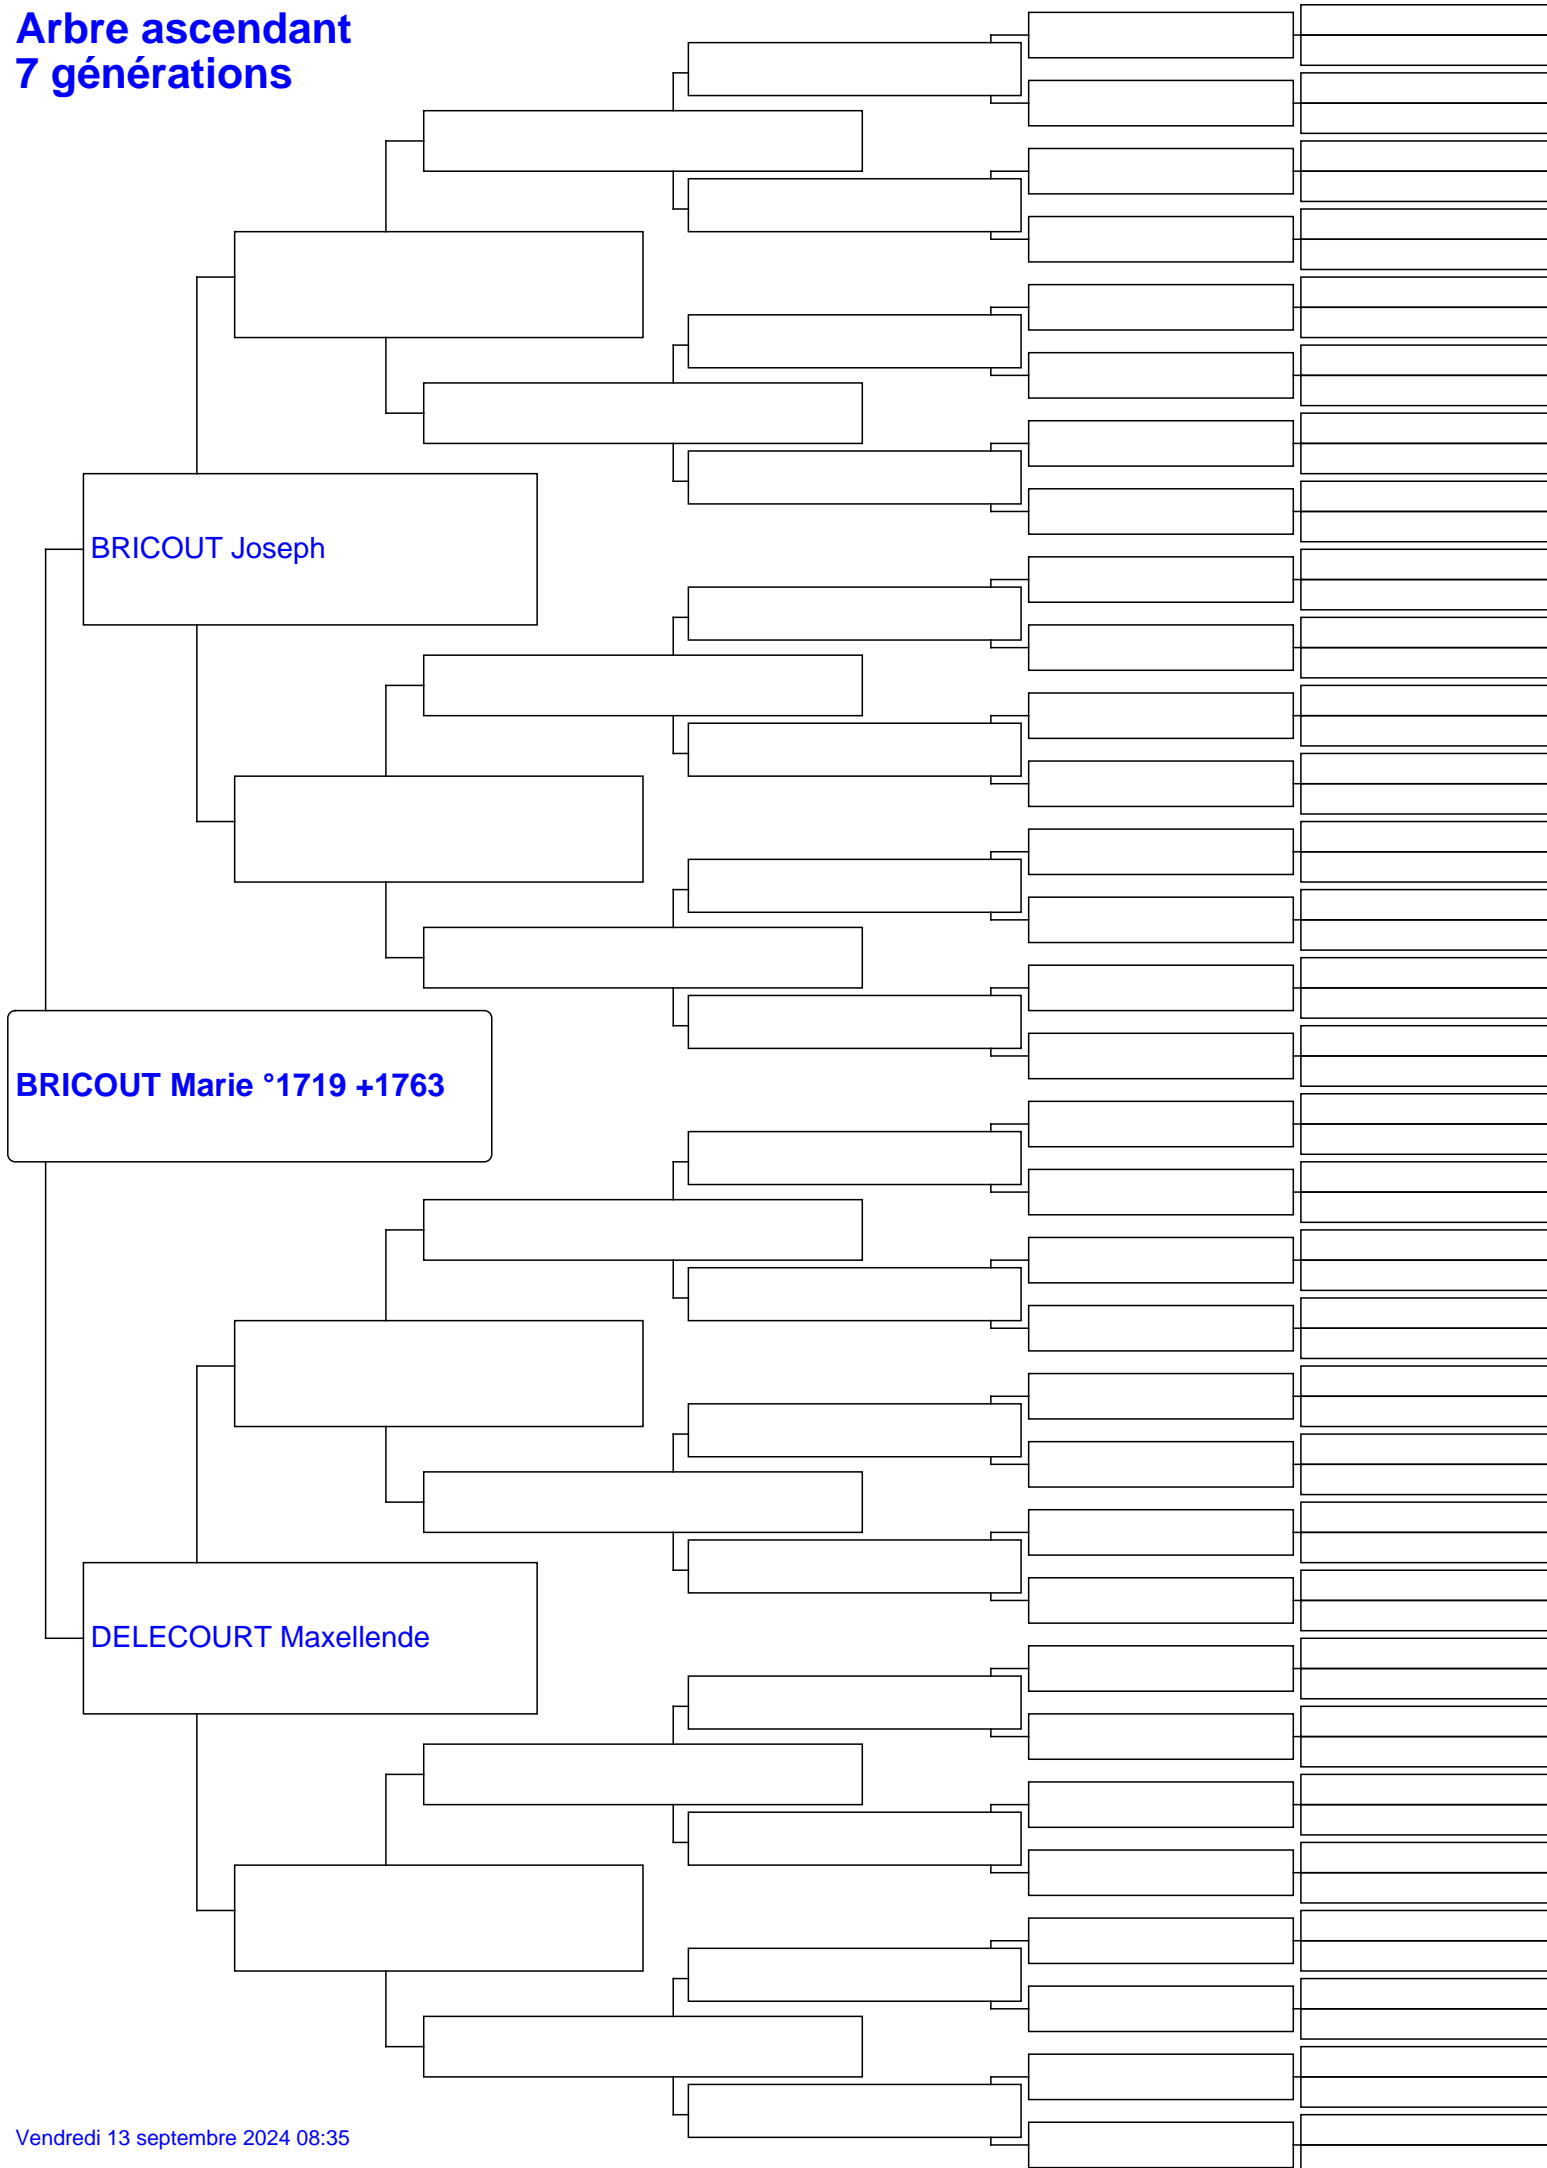 Arbre ascendant
7 générations
BRICOUT Joseph
BRICOUT Marie °1719 +1763
DELECOURT Maxellende
Vendredi 13 septembre 2024 08:35